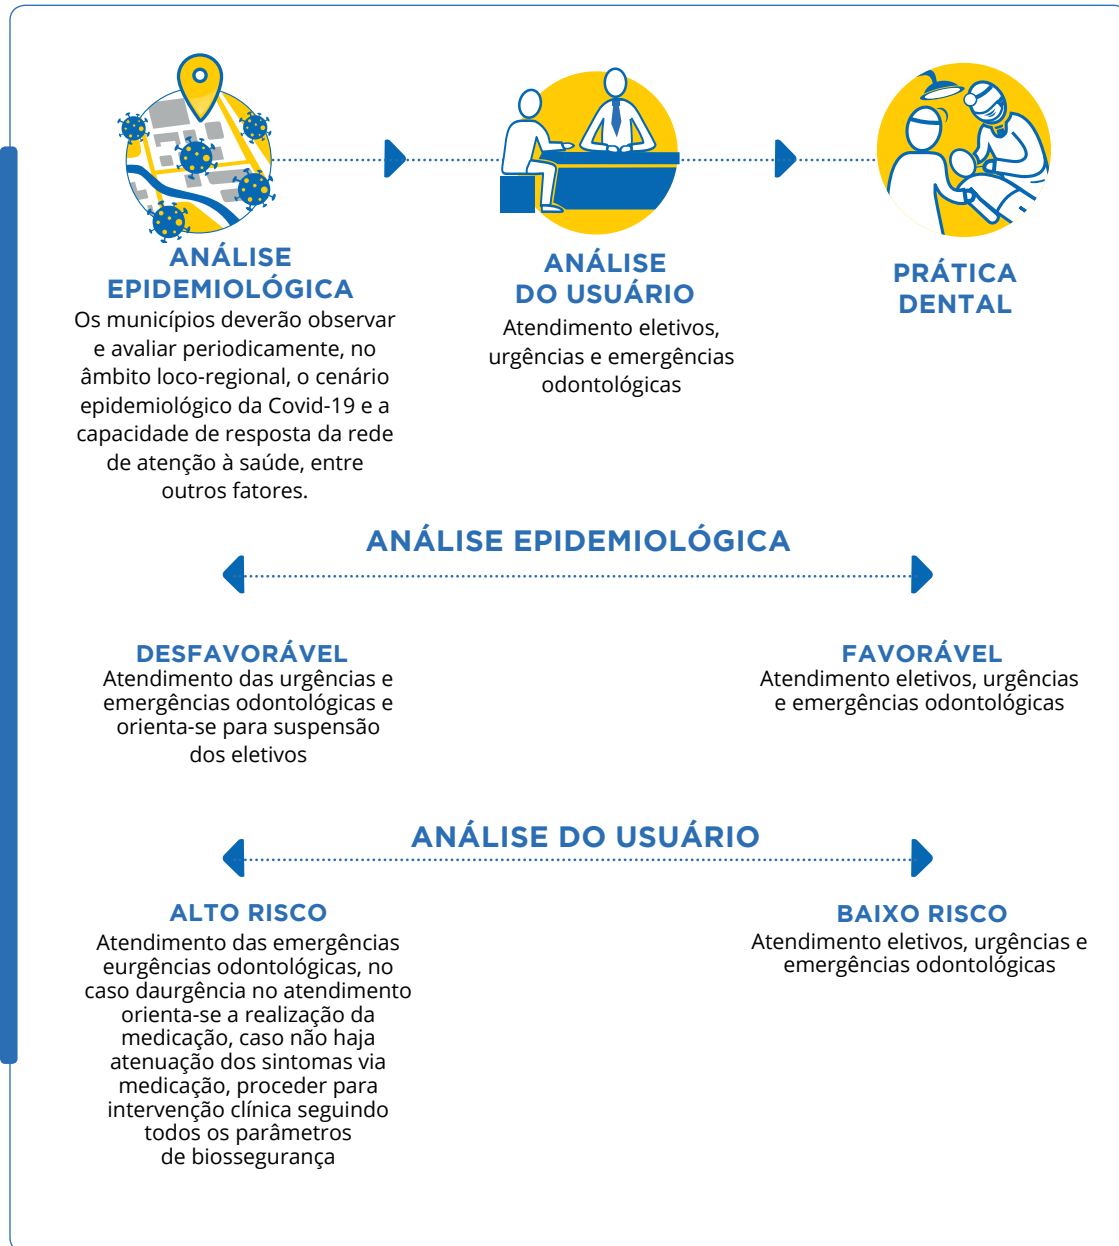 ANÁLISE
EPIDEMIOLÓGICA
Os municípios deverão observar
e avaliar periodicamente, no
âmbito loco-regional, o cenário
epidemiológico da Covid-19 e a
capacidade de resposta da rede
de atenção à saúde, entre
outros fatores.
ANÁLISE
DO USUÁRIO
Atendimento eletivos,
urgências e emergências
odontológicas
PRÁTICA
DENTAL
ANÁLISE EPIDEMIOLÓGICA
DESFAVORÁVEL
Atendimento das urgências e
emergências odontológicas e
orienta-se para suspensão
dos eletivos
FAVORÁVEL
Atendimento eletivos, urgências
e emergências odontológicas
ANÁLISE DO USUÁRIO
ALTO RISCO
Atendimento das emergências
eurgências odontológicas, no
caso daurgência no atendimento
orienta-se a realização da
medicação, caso não haja
atenuação dos sintomas via
medicação, proceder para
intervenção clínica seguindo
todos os parâmetros
de biossegurança
BAIXO RISCO
Atendimento eletivos, urgências e
emergências odontológicas